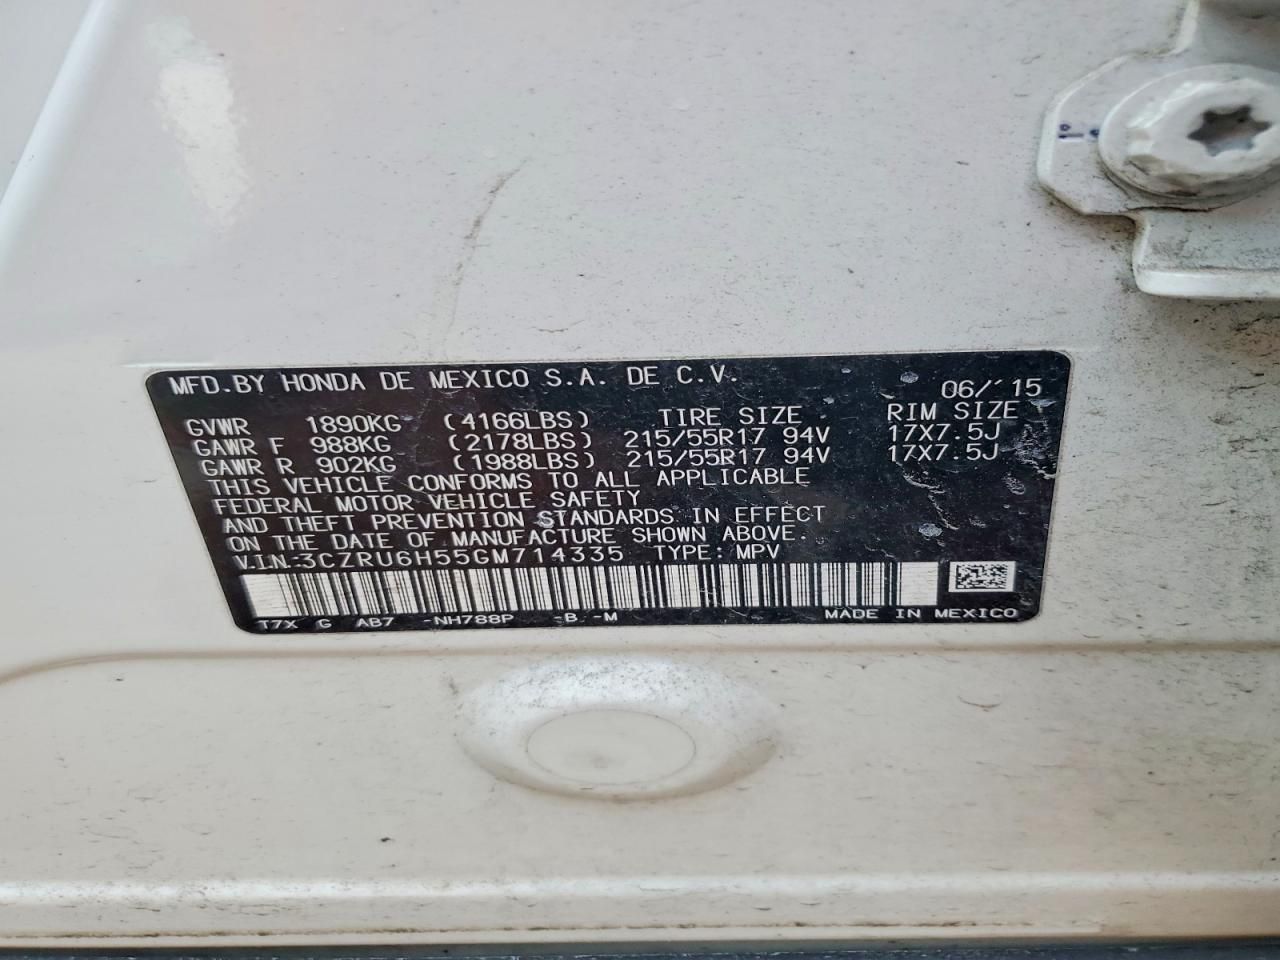 MFD.BY HONDA DE MEXICO S.A. DE C.V. 06/'15
GVWR 1890KG (4166LBS) TIRE SIZE RIM SIZE
GAWR F 988KG (2178LBS) 215/55R17 94V 17X7.5J
GAWR R 902KG (1988LBS) 215/55R17 94V 17X7.5J
THIS VEHICLE CONFORMS TO ALL APPLICABLE
FEDERAL MOTOR VEHICLE SAFETY
AND THEFT PREVENTION STANDARDS IN EFFECT
ON THE DATE OF MANUFACTURE SHOWN ABOVE.
V.I.N:3CZRU6H55GM714335 TYPE: MPV
T7X G AB7 -NH788P -B -M MADE IN MEXICO